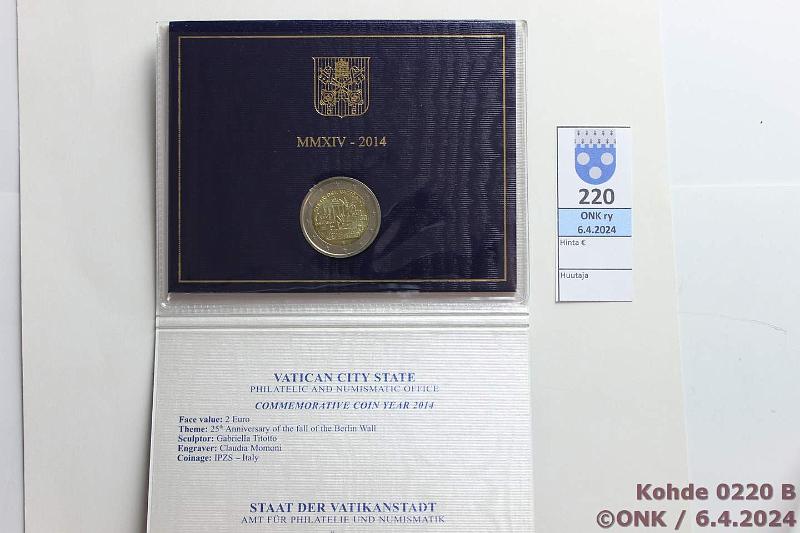 MMXIV - 2014
220
ONK ry
6.4.2024
Hinta €
Huutaja
VATICAN CITY STATE
PHILATELIC AND NUMISMATIC OFFICE
COMMEMORATIVE COIN YEAR 2014
Face value: 2 Euro
Theme: 25th Anniversary of the fall of the Berlin Wall
Sculptor: Gabriella Titotto
Engraver: Claudia Momoni
Coinage: IPZS – Italy
STAAT DER VATIKANSTADT
AMT FÜR PHILATELIE UND NUMISMATIK
Kohde 0220 B
©ONK / 6.4.2024